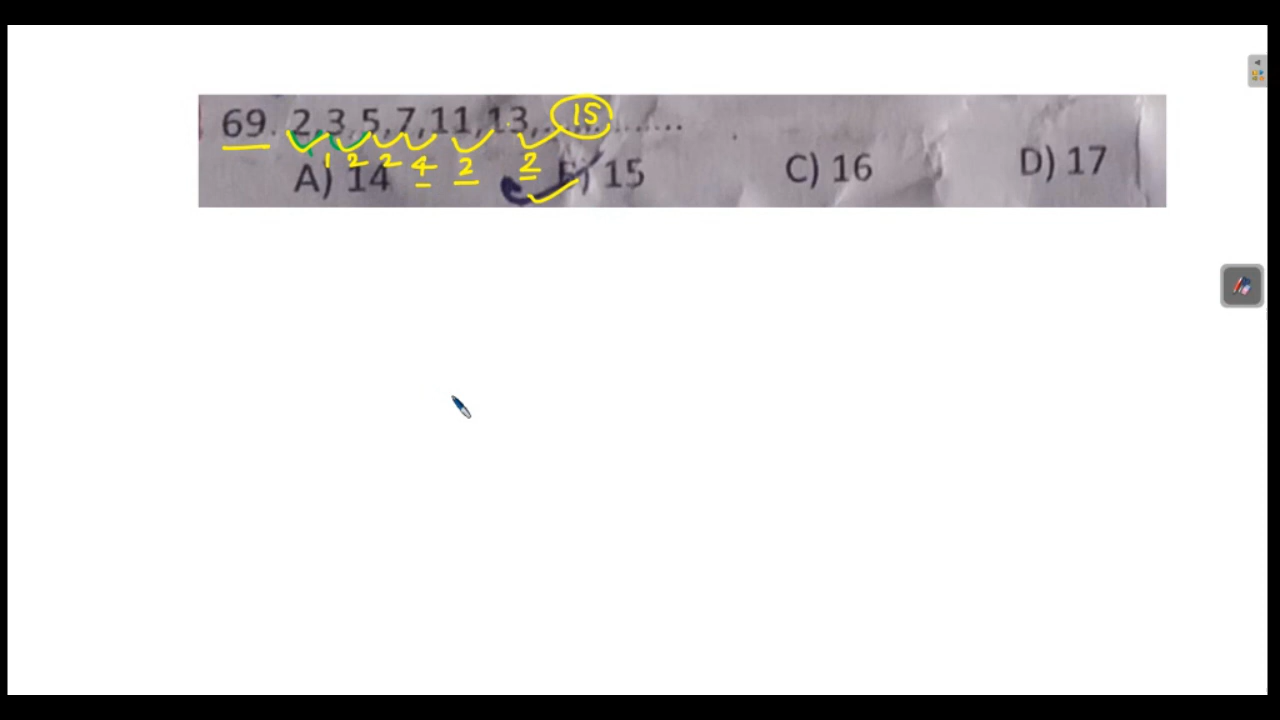 69. 2,3,5,7,11,13,..15...........
1 2 2 4 2 2
A) 14 B) 15 C) 16 D) 17